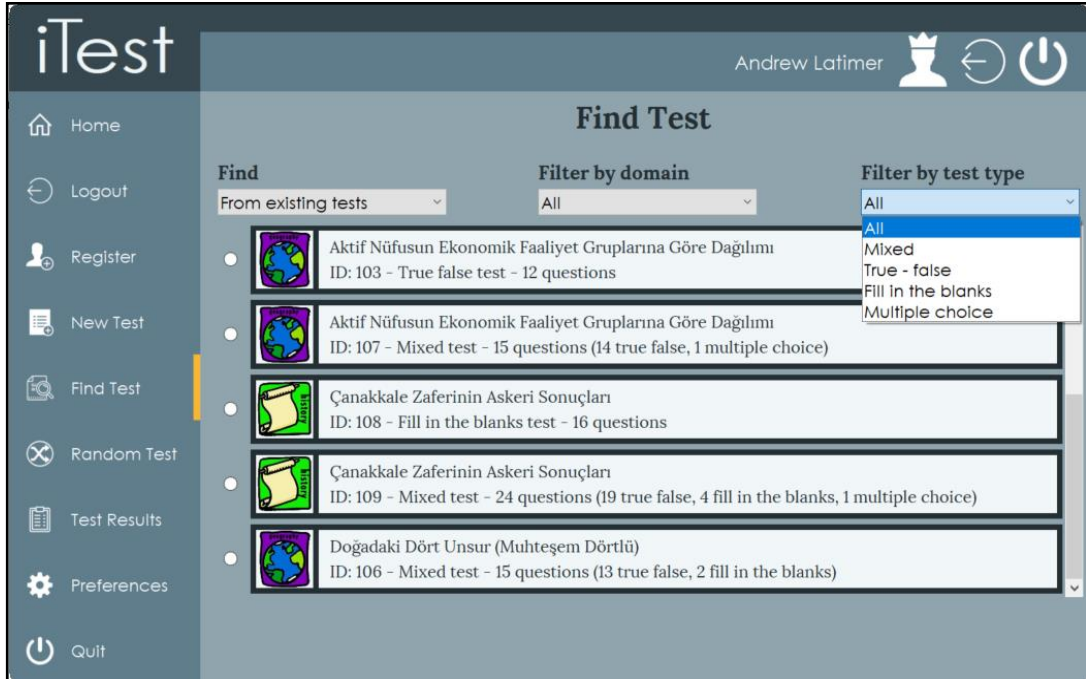 iTest
Andrew Latimer
Home
Logout
Register
New Test
Find Test
Random Test
Test Results
Preferences
Quit
Find Test
Find
From existing tests
Filter by domain
All
Filter by test type
All
All
Mixed
True - false
Fill in the blanks
Multiple choice
Aktif Nüfusun Ekonomik Faaliyet Gruplarına Göre Dağılımı
ID: 103 - True false test - 12 questions
Aktif Nüfusun Ekonomik Faaliyet Gruplarına Göre Dağılımı
ID: 107 - Mixed test - 15 questions (14 true false, 1 multiple choice)
history
Çanakkale Zaferinin Askeri Sonuçları
ID: 108 - Fill in the blanks test - 16 questions
history
Çanakkale Zaferinin Askeri Sonuçları
ID: 109 - Mixed test - 24 questions (19 true false, 4 fill in the blanks, 1 multiple choice)
Doğadaki Dört Unsur (Muhteşem Dörtlü)
ID: 106 - Mixed test - 15 questions (13 true false, 2 fill in the blanks)